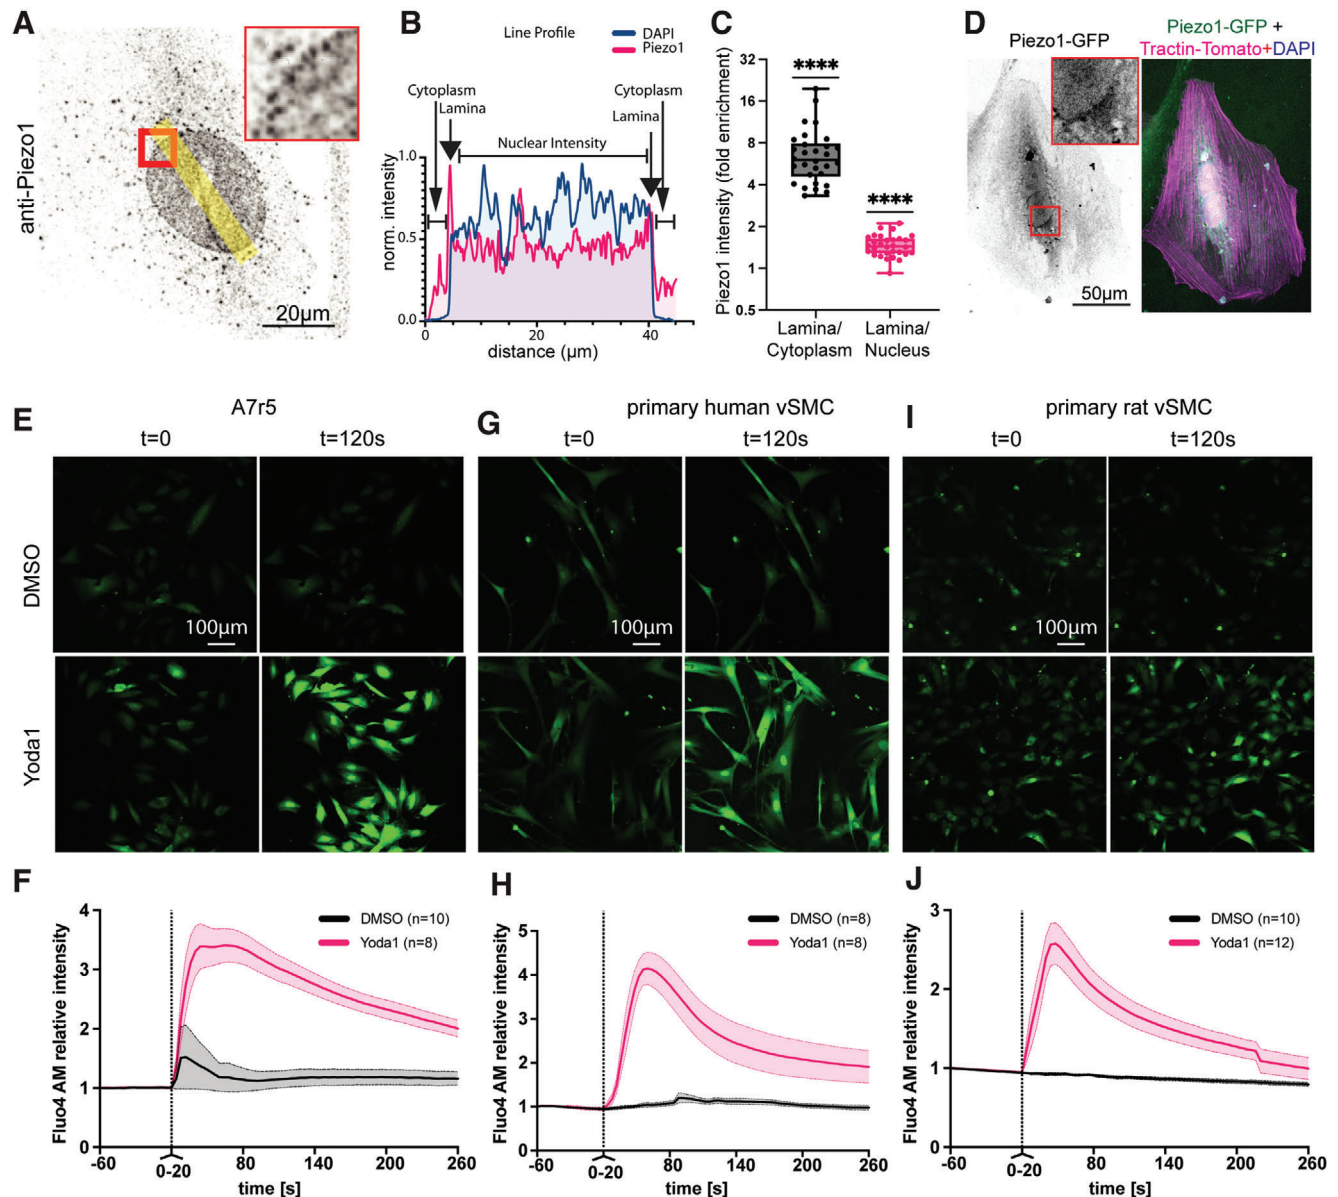 A
anti-Piezo1
20µm
B
Line Profile
DAPI
Piezo1
Cytoplasm
Lamina
Cytoplasm
Lamina
Nuclear Intensity
norm. intensity
1.0
0.5
0.0
0
20
40
distance (µm)
C
Piezo1 intensity (fold enrichment)
32
16
8
4
2
1
0.5
****
****
Lamina/
Cytoplasm
Lamina/
Nucleus
D
Piezo1-GFP
Piezo1-GFP +
Tractin-Tomato+DAPI
50µm
E
A7r5
t=0
t=120s
DMSO
100µm
Yoda1
G
primary human vSMC
t=0
t=120s
100µm
I
primary rat vSMC
t=0
t=120s
100µm
F
Fluo4 AM relative intensity
4
3
2
1
0
DMSO (n=10)
Yoda1 (n=8)
-60
0-20
80
140
200
260
time [s]
H
Fluo4 AM relative intensity
5
4
3
2
1
0
DMSO (n=8)
Yoda1 (n=8)
-60
0-20
80
140
200
260
time [s]
J
Fluo4 AM relative intensity
3
2
1
0
DMSO (n=10)
Yoda1 (n=12)
-60
0-20
80
140
200
260
time [s]